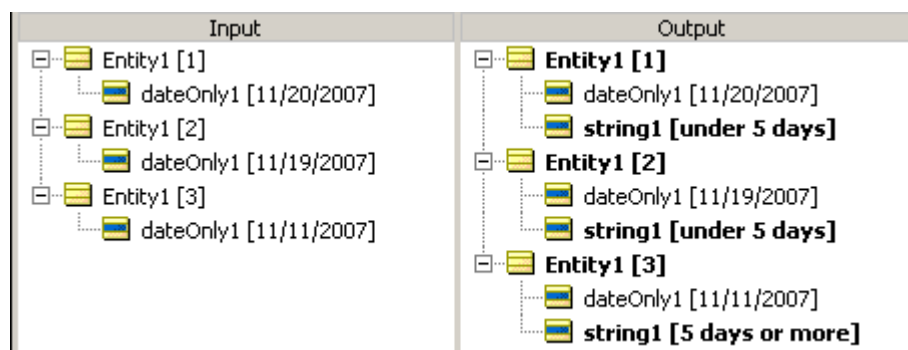 Input
Entity1 [1]
dateOnly1 [11/20/2007]
Entity1 [2]
dateOnly1 [11/19/2007]
Entity1 [3]
dateOnly1 [11/11/2007]
Output
Entity1 [1]
dateOnly1 [11/20/2007]
string1 [under 5 days]
Entity1 [2]
dateOnly1 [11/19/2007]
string1 [under 5 days]
Entity1 [3]
dateOnly1 [11/11/2007]
string1 [5 days or more]